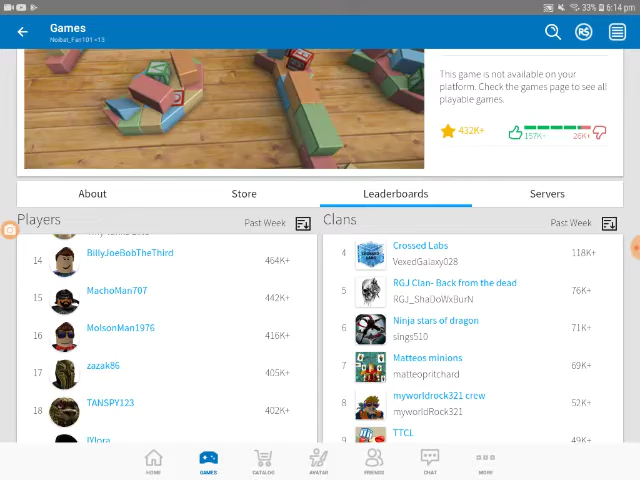 33% 6:14 pm
Games
Noibat_Fan101 <13
R$
This game is not available on your
platform. Check the games page to see all
playable games.
432K+
157K+ 26K+
About
Store
Leaderboards
Servers
Players
Past Week
14 BillyJoeBobTheThird 464K+
15 MachoMan707 442K+
16 MolsonMan1976 416K+
17 zazak86 405K+
18 TANSPY123 402K+
Clans
Past Week
4 Crossed Labs 118K+
VexedGalaxy028
5 RGJ Clan- Back from the dead 76K+
RGJ_ShaDoWxBurN
6 Ninja stars of dragon 71K+
sings510
7 Matteos minions 69K+
matteopritchard
8 myworldrock321 crew 52K+
myworldRock321
9 TTCL 49K+
HOME
GAMES
CATALOG
AVATAR
FRIENDS
CHAT
MORE